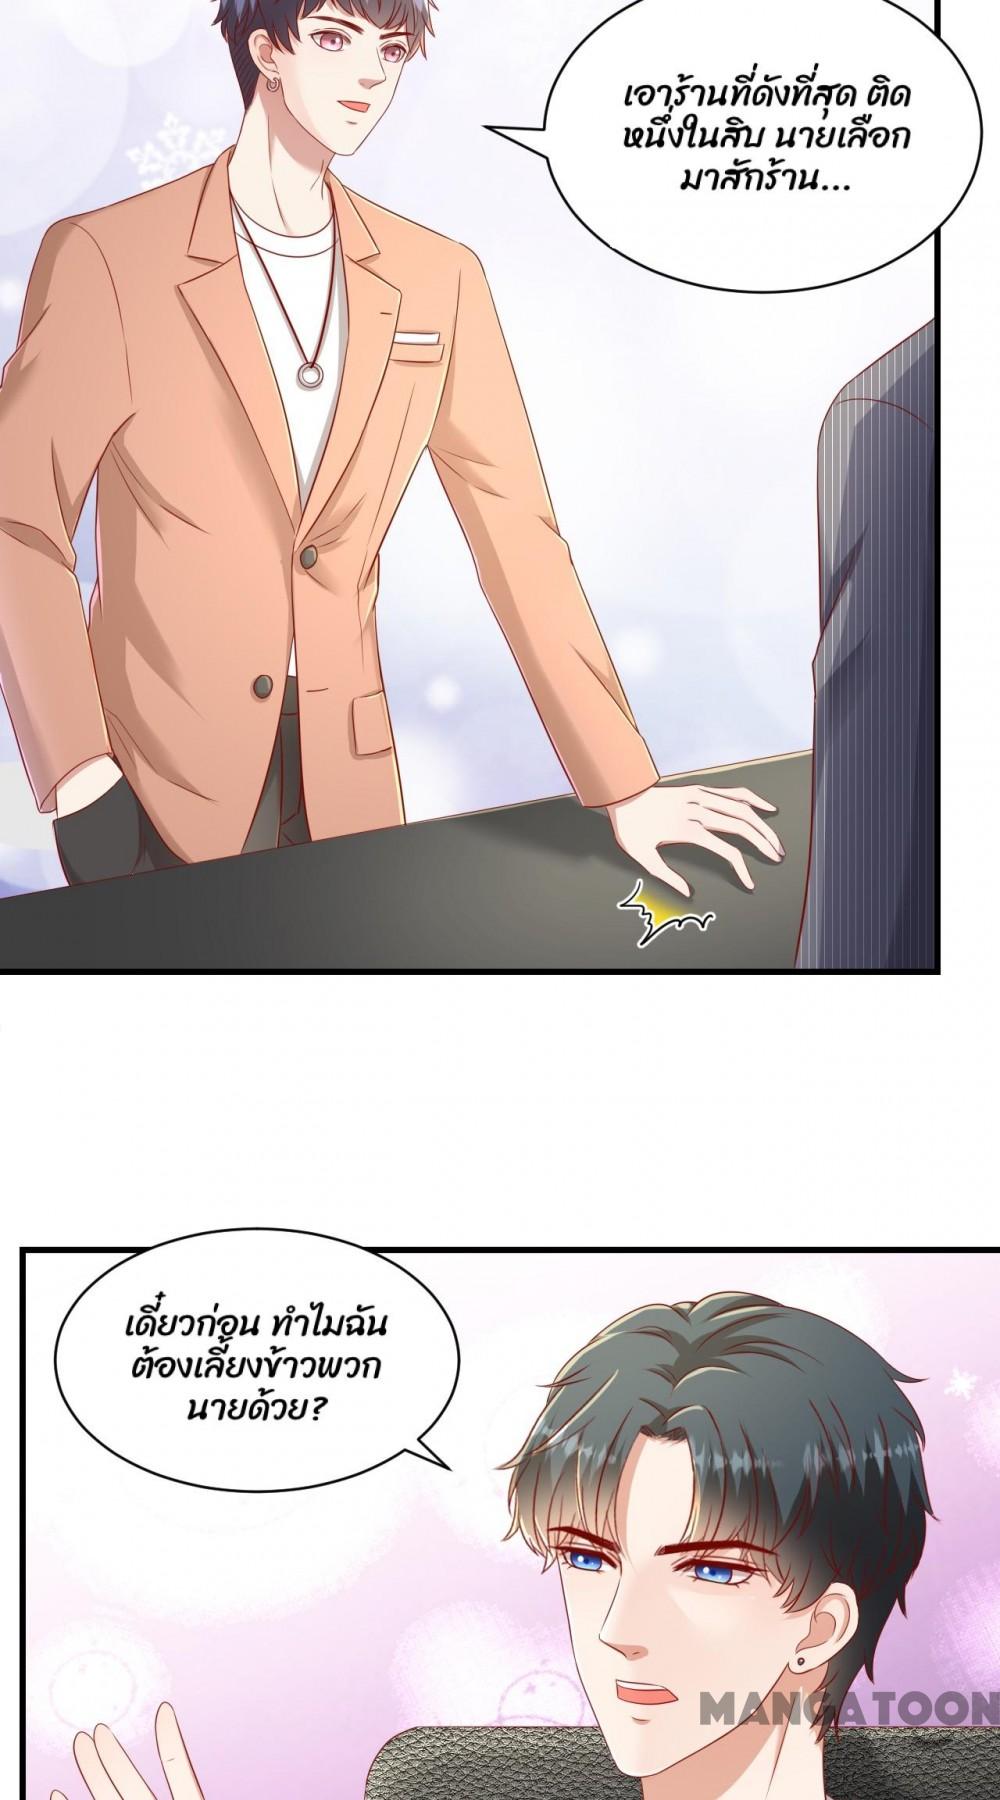 เอาร้านที่ดังที่สุด ติด
หนึ่งในสิบ นายเลือก
มาสักร้าน...
เดี๋ยวก่อน ทำไมฉัน
ต้องเลี้ยงข้าวพวก
นายด้วย?
MANGATOON